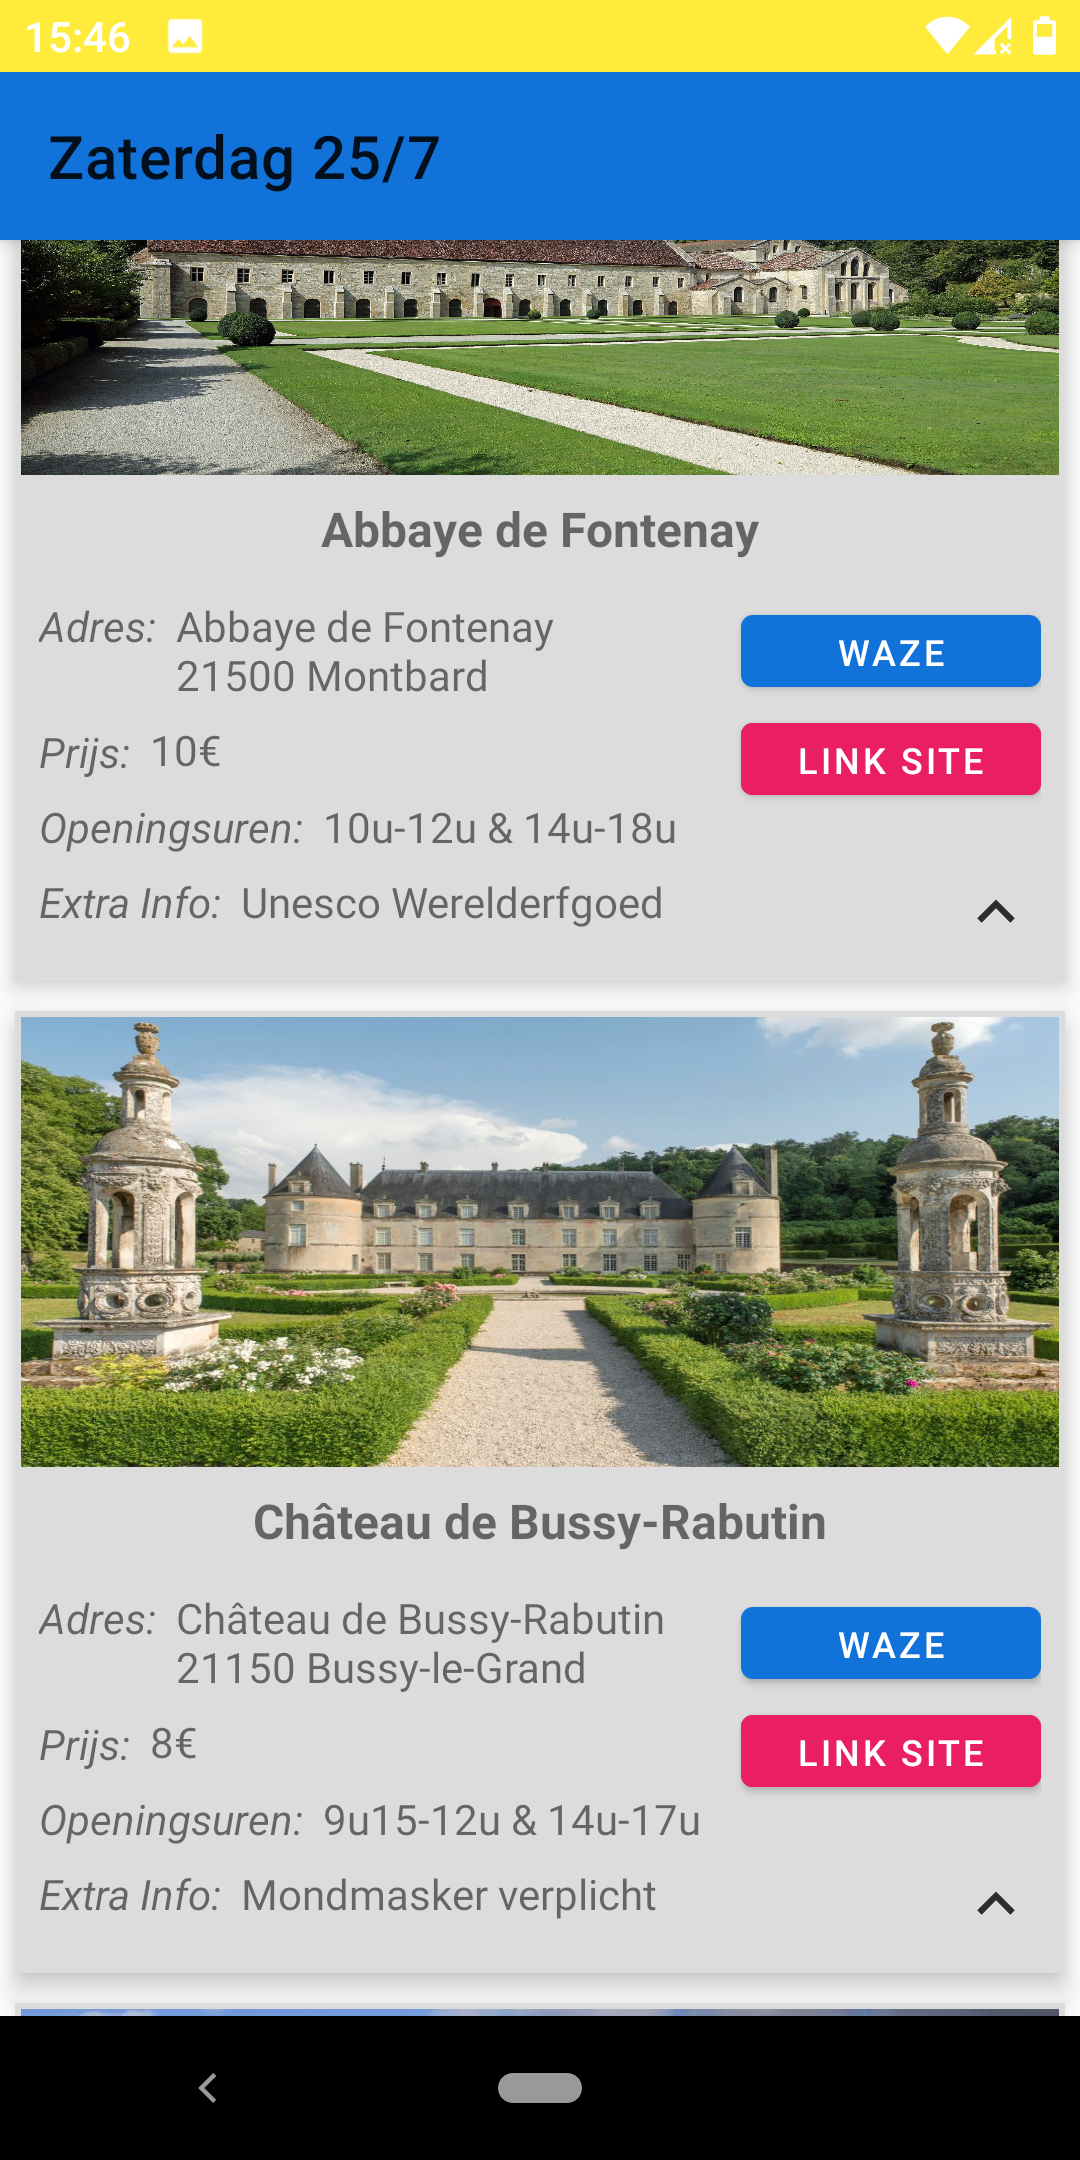 15:46
Zaterdag 25/7
Abbaye de Fontenay
Adres: Abbaye de Fontenay
21500 Montbard
WAZE
Prijs: 10€
LINK SITE
Openingsuren: 10u-12u & 14u-18u
Extra Info: Unesco Werelderfgoed
Château de Bussy-Rabutin
Adres: Château de Bussy-Rabutin
21150 Bussy-le-Grand
WAZE
Prijs: 8€
LINK SITE
Openingsuren: 9u15-12u & 14u-17u
Extra Info: Mondmasker verplicht